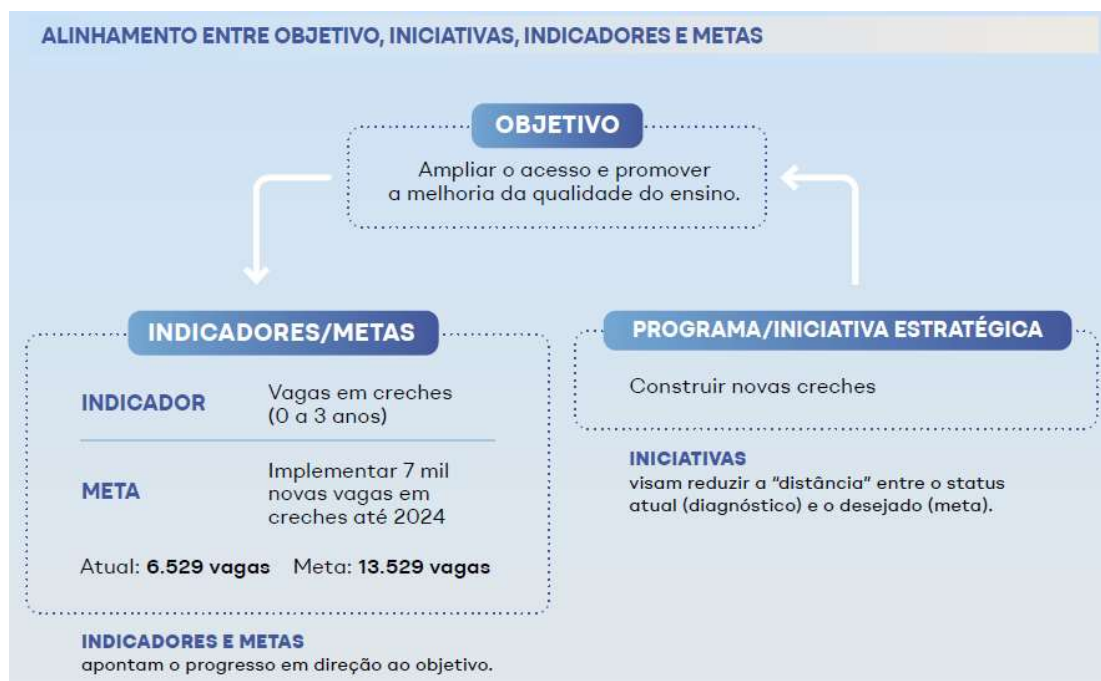 ALINHAMENTO ENTRE OBJETIVO, INICIATIVAS, INDICADORES E METAS
OBJETIVO
Ampliar o acesso e promover
a melhoria da qualidade do ensino.
INDICADORES/METAS
INDICADOR
Vagas em creches
(0 a 3 anos)
META
Implementar 7 mil
novas vagas em
creches até 2024
Atual: 6.529 vagas Meta: 13.529 vagas
INDICADORES E METAS
apontam o progresso em direção ao objetivo.
PROGRAMA/INICIATIVA ESTRATÉGICA
Construir novas creches
INICIATIVAS
visam reduzir a “distância” entre o status
atual (diagnóstico) e o desejado (meta).